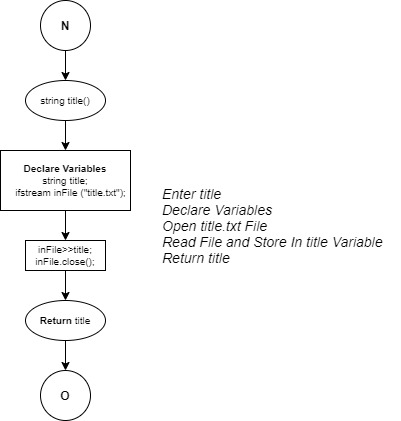 N
string title()
Declare Variables
string title;
ifstream inFile ("title.txt");
Enter title
Declare Variables
Open title.txt File
Read File and Store In title Variable
Return title
inFile>>title;
inFile.close();
Return title
O